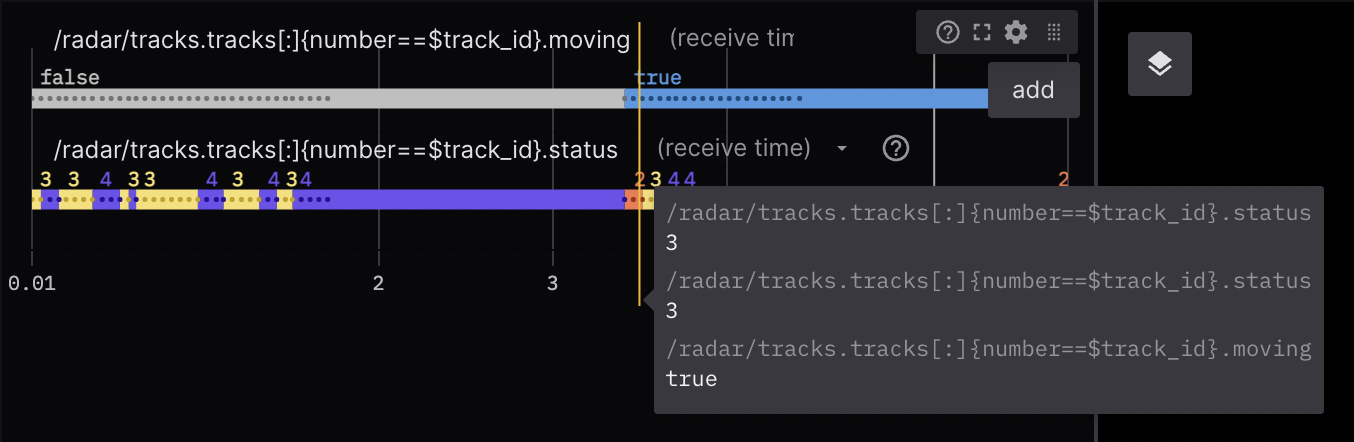 /radar/tracks.tracks[:]{number==$track_id}.moving (receive tim
false true
add
/radar/tracks.tracks[:]{number==$track_id}.status (receive time)
3 3 4 3 3 4 3 4 3 4 2 3 4 4 2
/radar/tracks.tracks[:]{number==$track_id}.status
3
/radar/tracks.tracks[:]{number==$track_id}.status
3
/radar/tracks.tracks[:]{number==$track_id}.moving
true
0.01 2 3